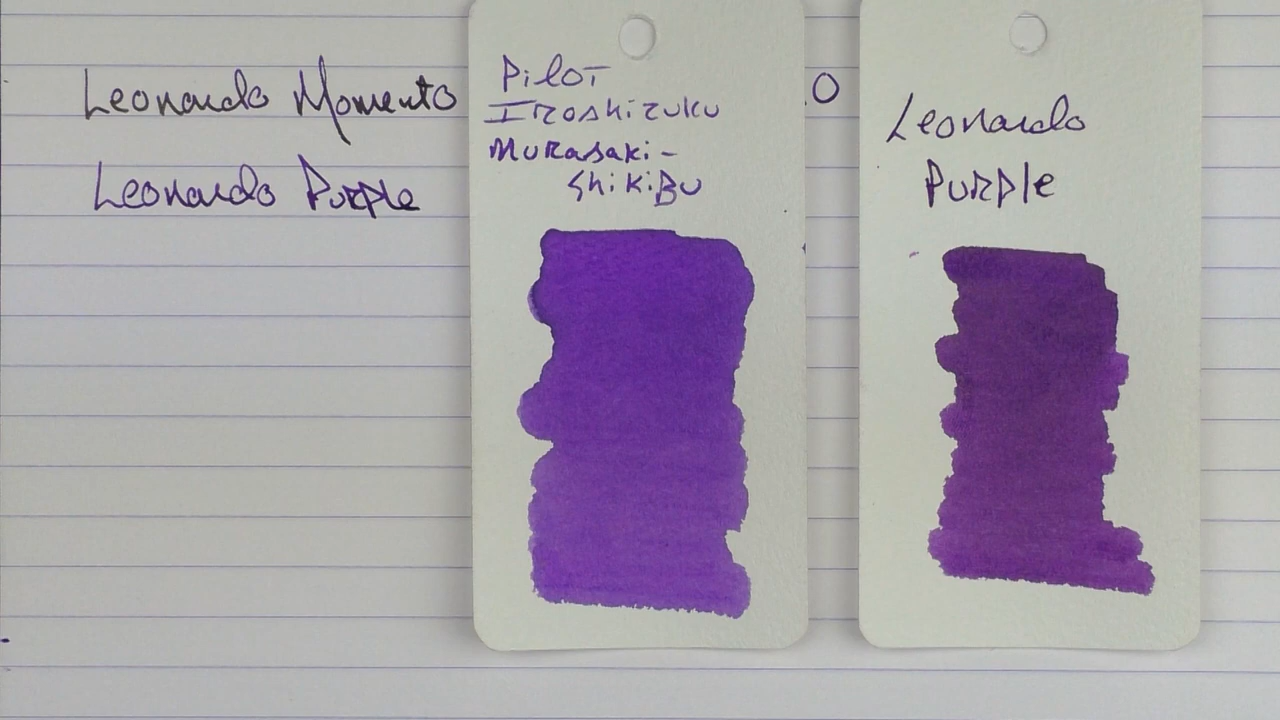 Leonardo Momento
O
Leonardo Purple
Pilot
Iroshizuku
Murasaki-
Shikibu
Leonardo
Purple